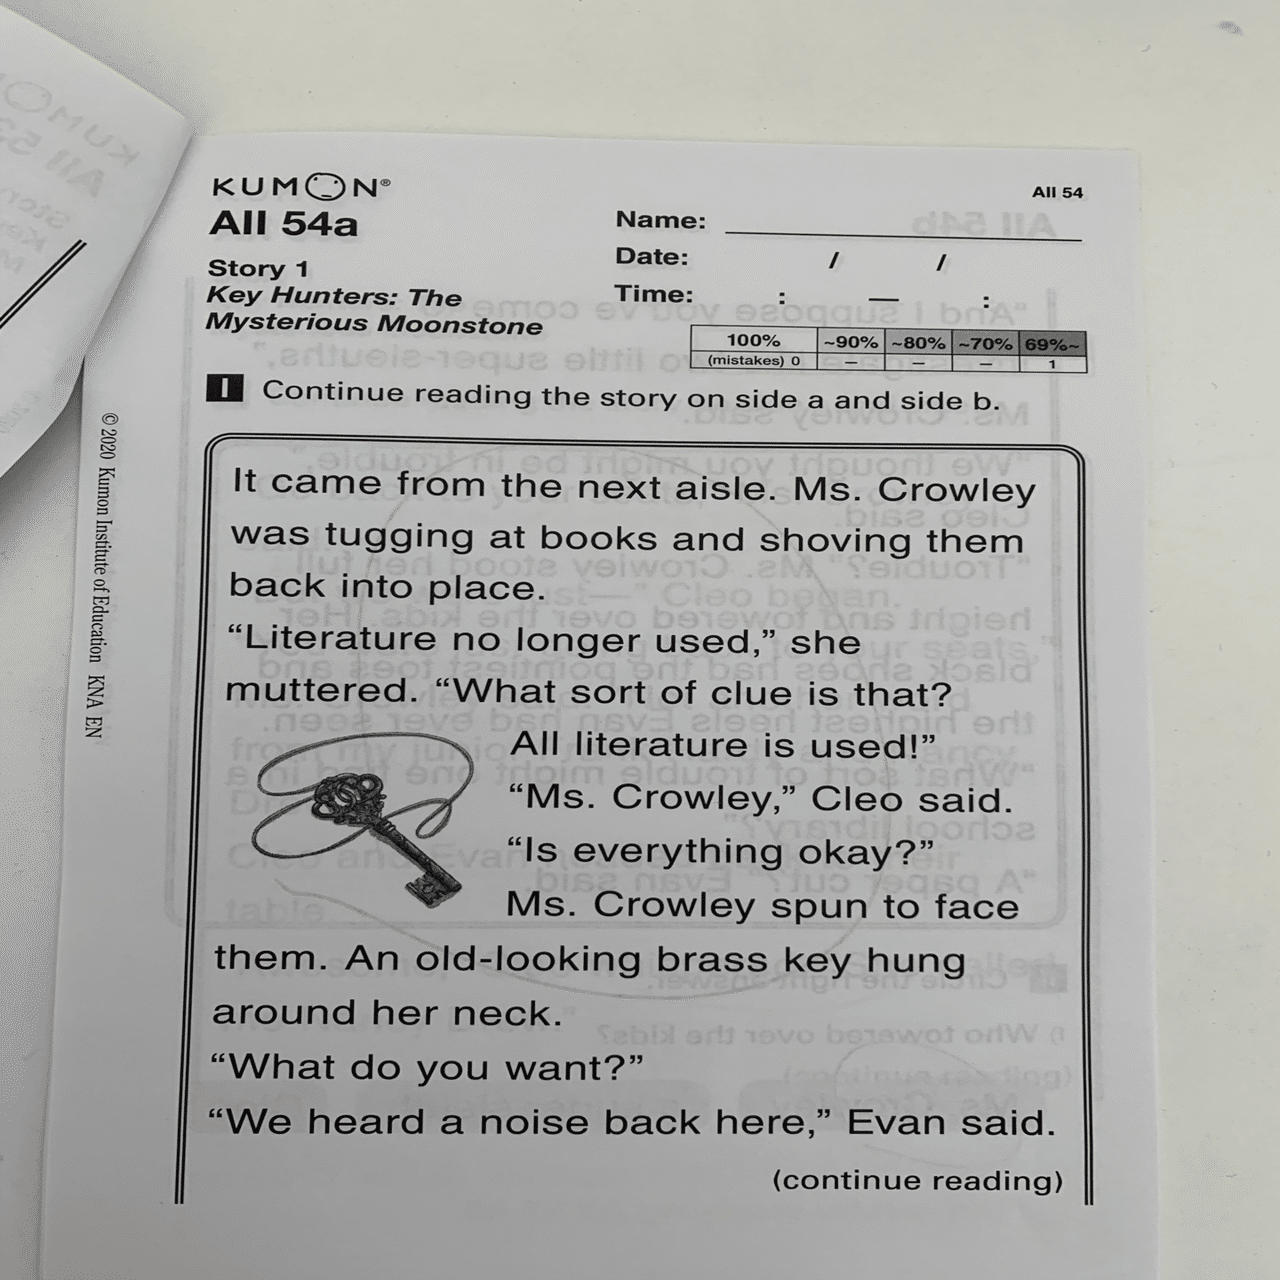 KUMON®
All 54
All 54a
Name:
Date: / /
Story 1
Key Hunters: The
Mysterious Moonstone
Time: : — :
100% ~90% ~80% ~70% 69%~
(mistakes) 0 – – – 1
I Continue reading the story on side a and side b.
© 2020 Kumon Institute of Education KNA EN
It came from the next aisle. Ms. Crowley
was tugging at books and shoving them
back into place.
“Literature no longer used,” she
muttered. “What sort of clue is that?
All literature is used!”
“Ms. Crowley,” Cleo said.
“Is everything okay?”
Ms. Crowley spun to face
them. An old-looking brass key hung
around her neck.
“What do you want?”
“We heard a noise back here,” Evan said.
(continue reading)